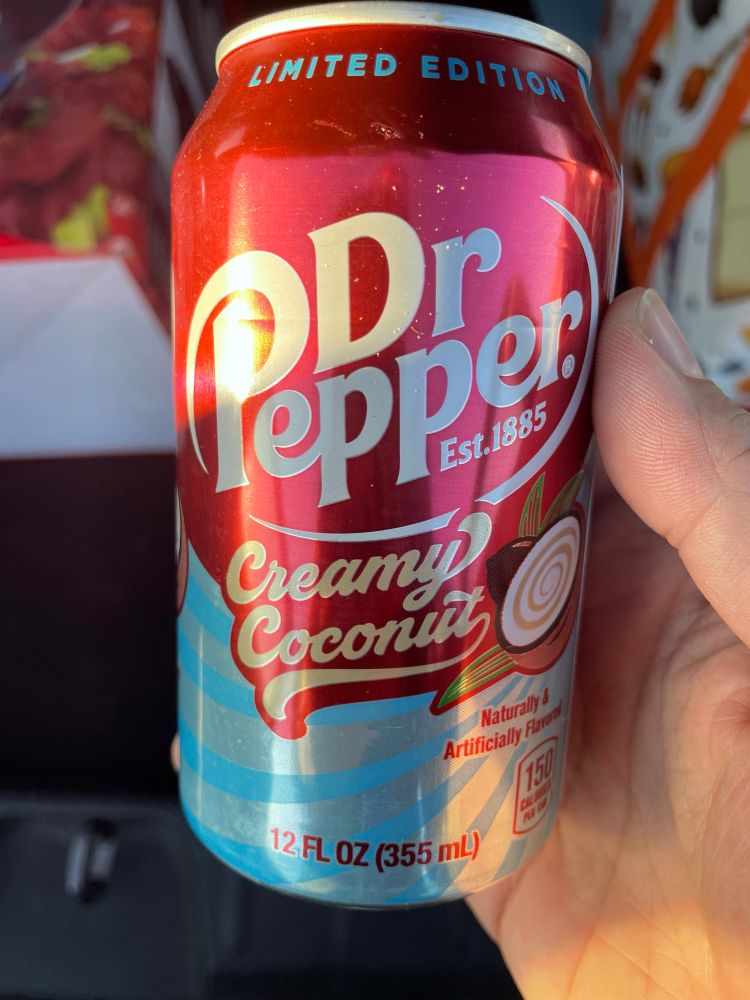 LIMITED EDITION
Dr
Pepper®
Est.1885
Creamy
Coconut
Naturally &
Artificially Flavored
150
CALORIES
PER CAN
12 FL OZ (355 mL)